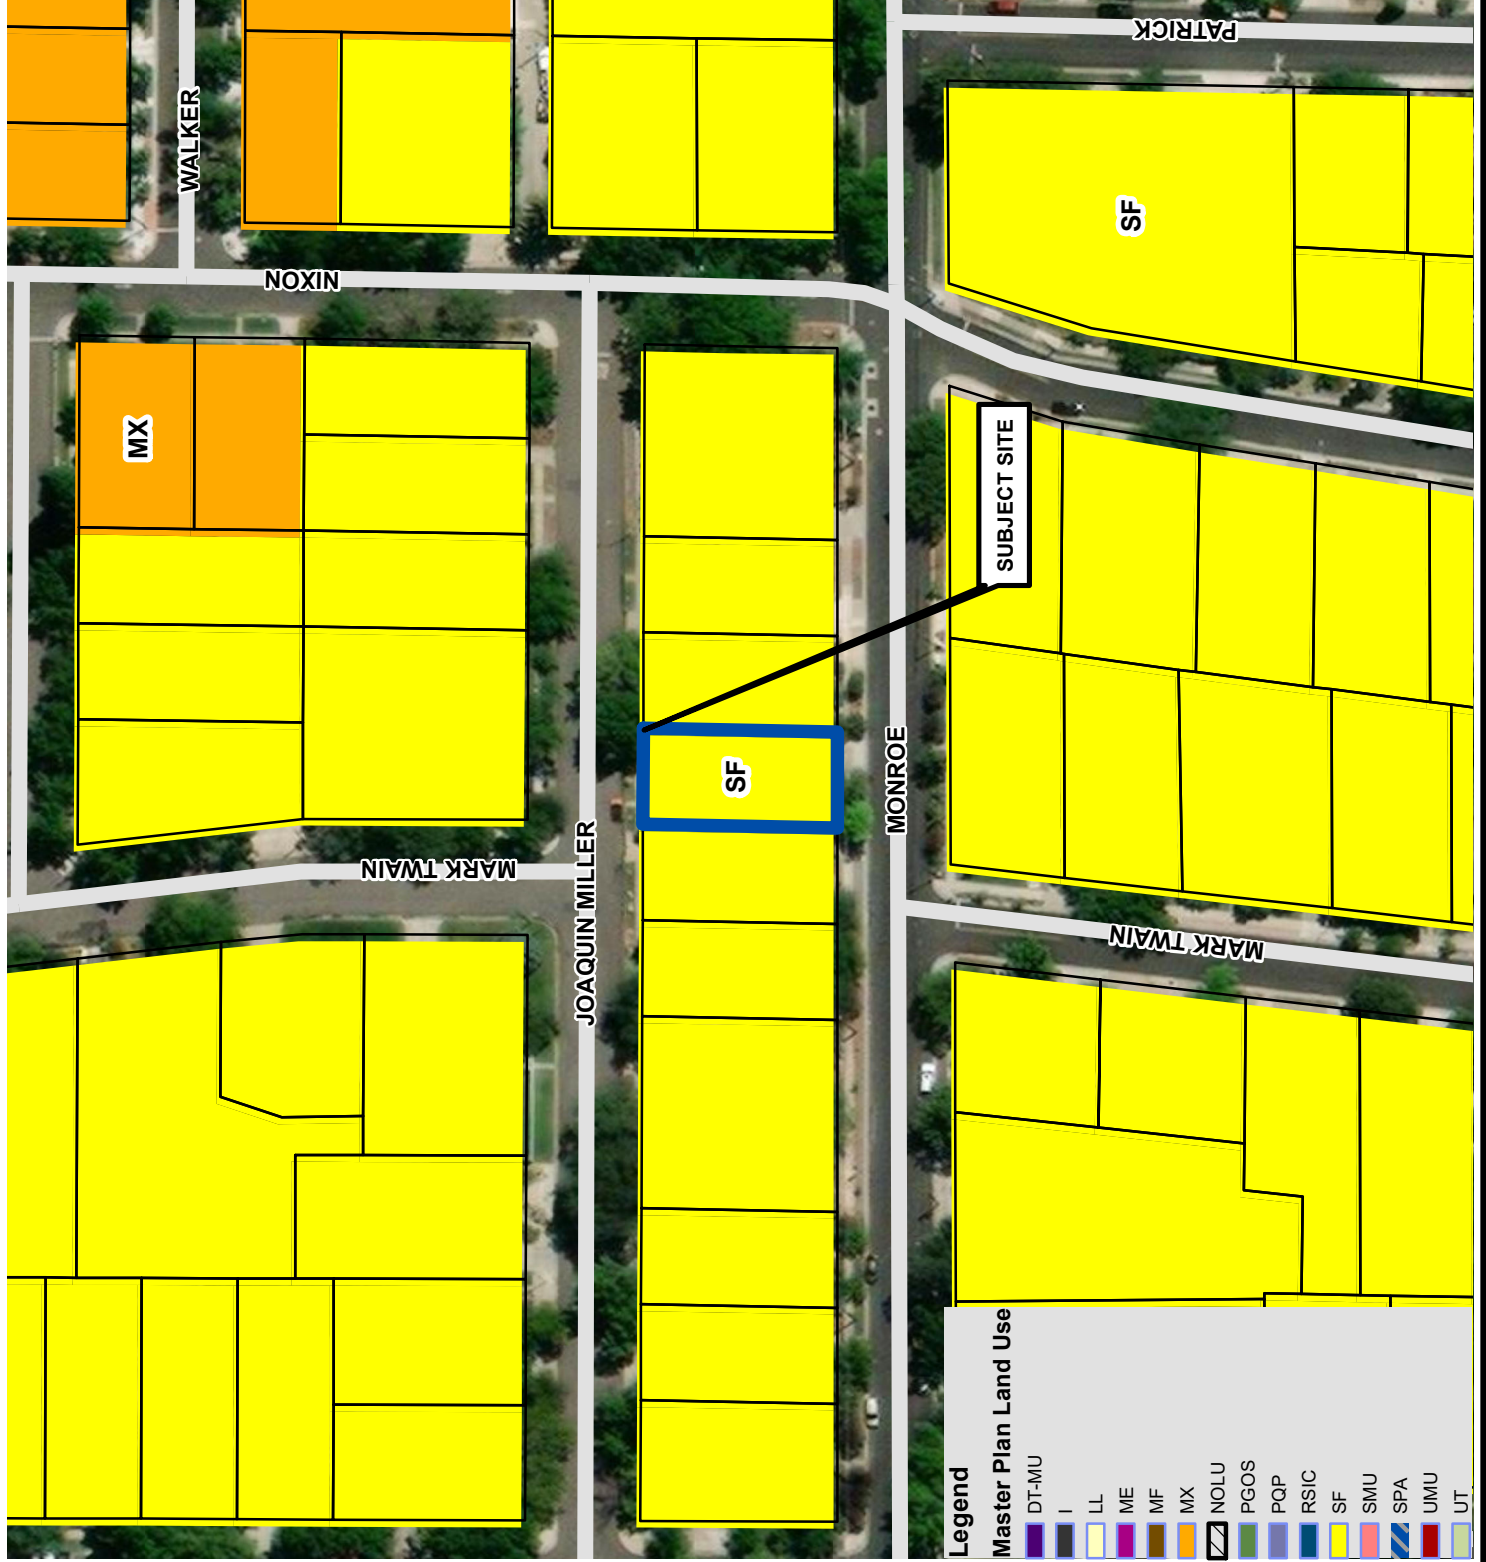 PATRICK
WALKER
NIXON
SF
MX
SUBJECT SITE
SF
MONROE
MARK TWAIN
JOAQUIN MILLER
MARK TWAIN
Legend
Master Plan Land Use
DT-MU
I
LL
ME
MF
MX
NOLU
PGOS
PQP
RSIC
SF
SMU
SPA
UMU
UT